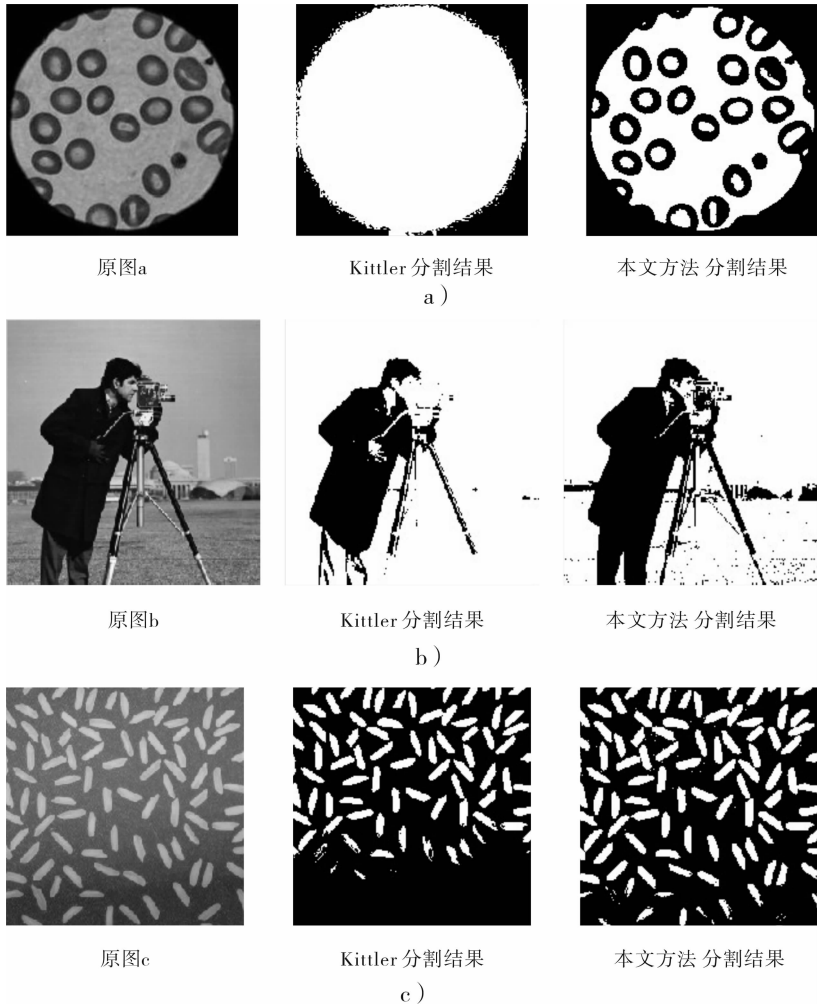 原图a Kittler 分割结果 本文方法 分割结果
a )
原图b Kittler 分割结果 本文方法 分割结果
b )
原图c Kittler 分割结果 本文方法 分割结果
c )